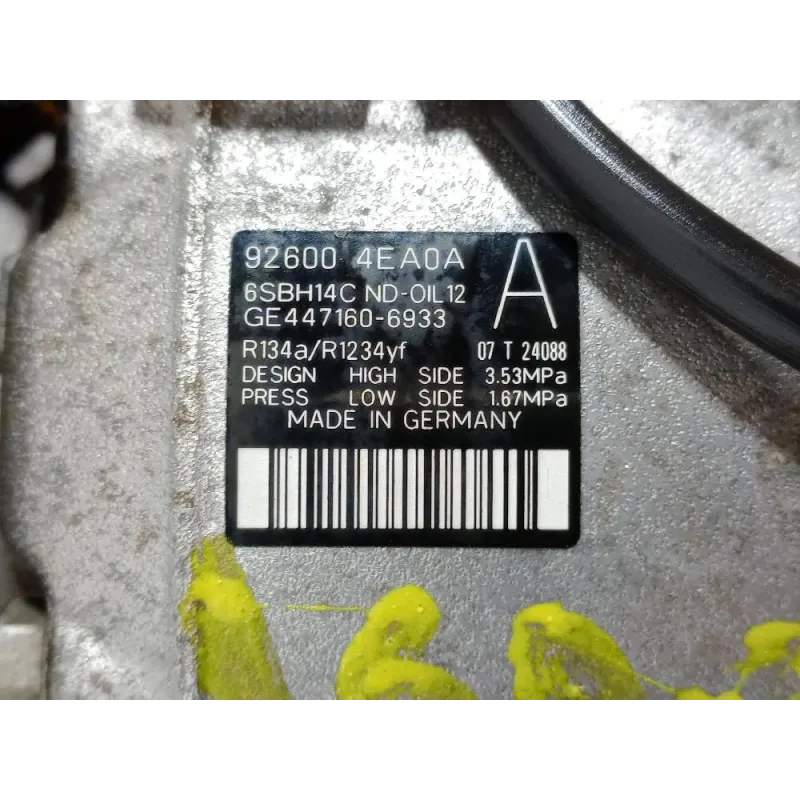 92600 4EA0A A
6SBH14C ND-OIL12
GE447160-6933
R134a/R1234yf 07 T 24088
DESIGN HIGH SIDE 3.53MPa
PRESS LOW SIDE 1.67MPa
MADE IN GERMANY